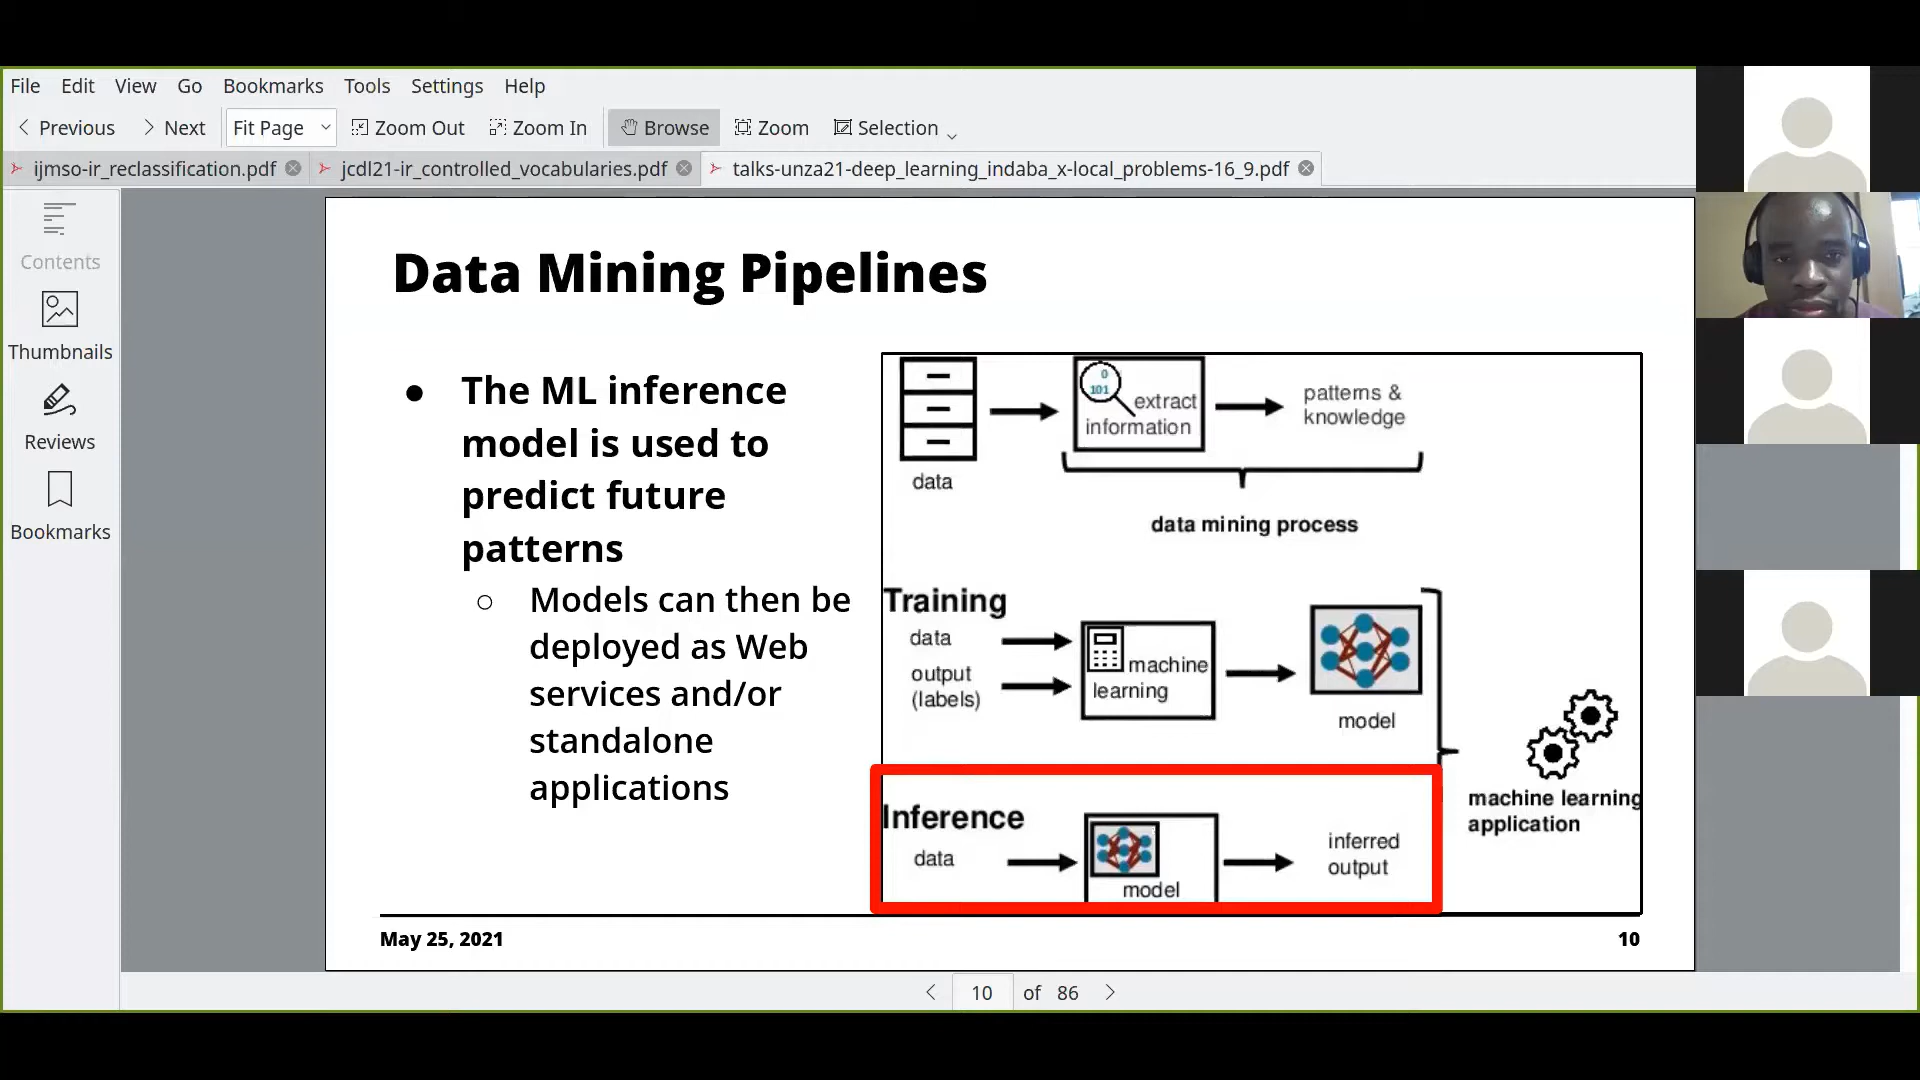 File Edit View Go Bookmarks Tools Settings Help
Previous Next Fit Page Zoom Out Zoom In Browse Zoom Selection
ijmso-ir_reclassification.pdf jcdl21-ir_controlled_vocabularies.pdf talks-unza21-deep_learning_indaba_x-local_problems-16_9.pdf
Contents
Thumbnails
Reviews
Bookmarks
Data Mining Pipelines
● The ML inference
model is used to
predict future
patterns
○ Models can then be
deployed as Web
services and/or
standalone
applications
0
101
extract
information
patterns &
knowledge
data
data mining process
Training
data
output
(labels)
machine
learning
model
machine learning
application
Inference
data
model
inferred
output
May 25, 2021
10
10 of 86